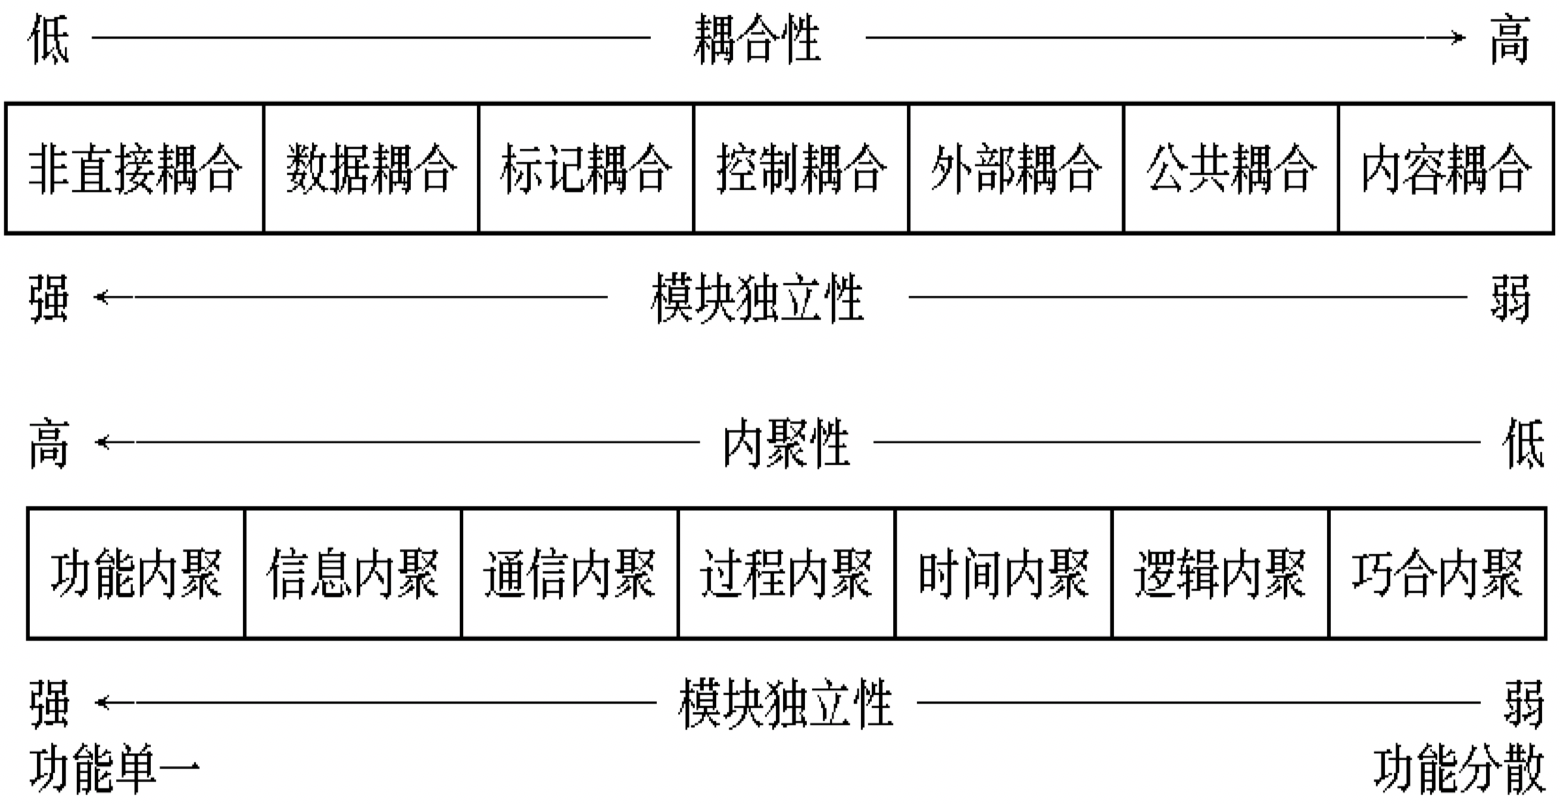 低 耦合性 高
非直接耦合 数据耦合 标记耦合 控制耦合 外部耦合 公共耦合 内容耦合
强 模块独立性 弱
高 内聚性 低
功能内聚 信息内聚 通信内聚 过程内聚 时间内聚 逻辑内聚 巧合内聚
强 模块独立性 弱
功能单一 功能分散